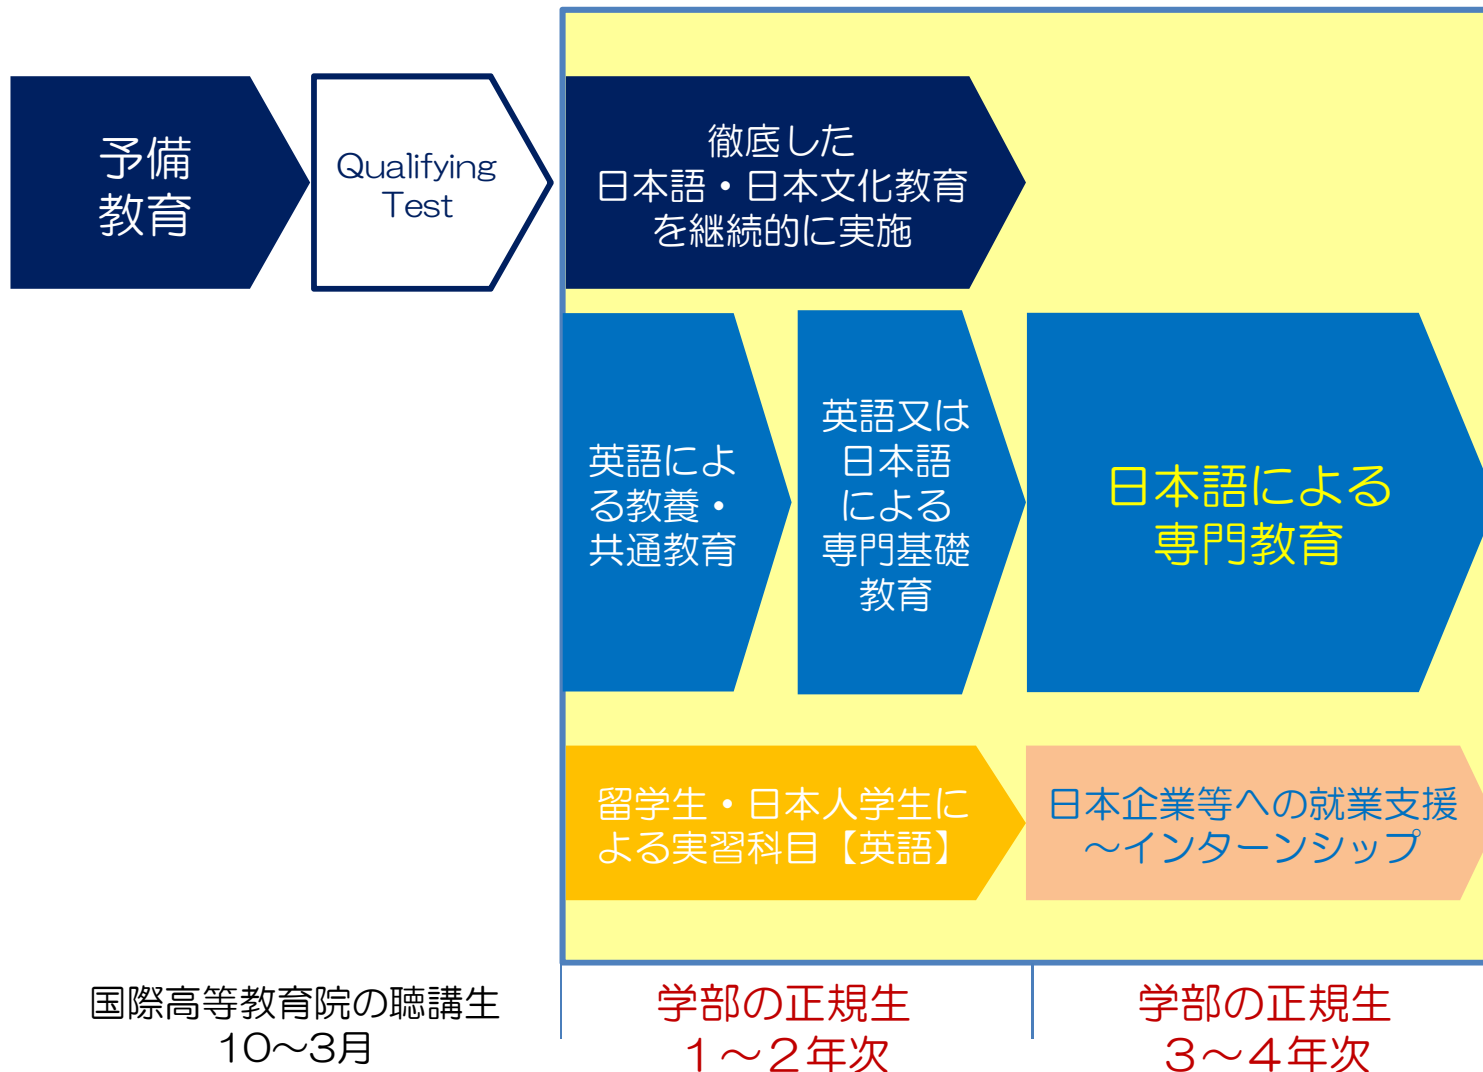 予備
教育
Qualifying
Test
徹底した
日本語・日本文化教育
を継続的に実施
英語によ
る教養・
共通教育
英語又は
日本語
による
専門基礎
教育
日本語による
専門教育
留学生・日本人学生に
よる実習科目【英語】
日本企業等への就業支援
～インターンシップ
国際高等教育院の聴講生
10～3月
学部の正規生
１～２年次
学部の正規生
３～４年次